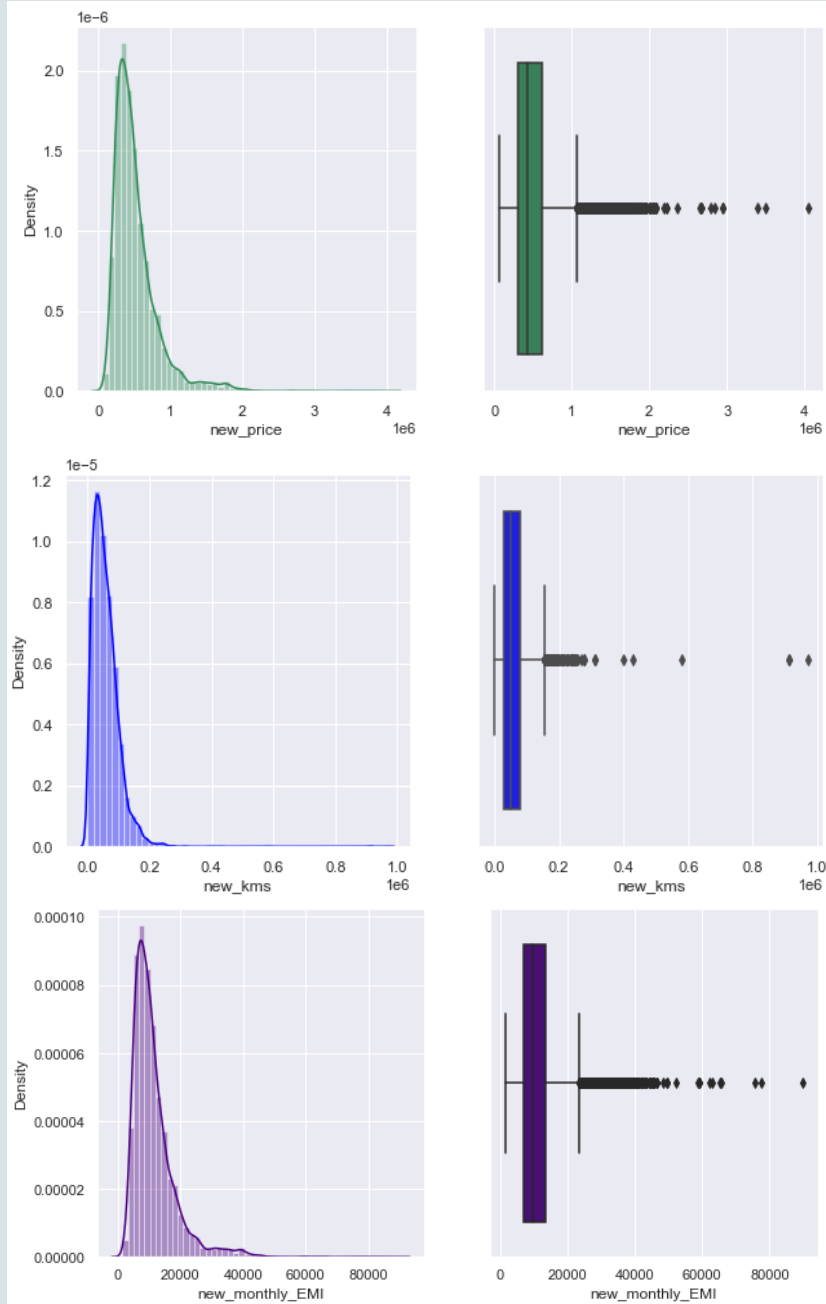 1e−6
2.0
1.5
1.0
0.5
0.0
Density
0 1 2 3 4
new_price 1e6
0 1 2 3 4
new_price 1e6
1e−5
1.2
1.0
0.8
0.6
0.4
0.2
0.0
Density
0.0 0.2 0.4 0.6 0.8 1.0
new_kms 1e6
0.0 0.2 0.4 0.6 0.8 1.0
new_kms 1e6
0.00010
0.00008
0.00006
0.00004
0.00002
0.00000
Density
0 20000 40000 60000 80000
new_monthly_EMI
0 20000 40000 60000 80000
new_monthly_EMI